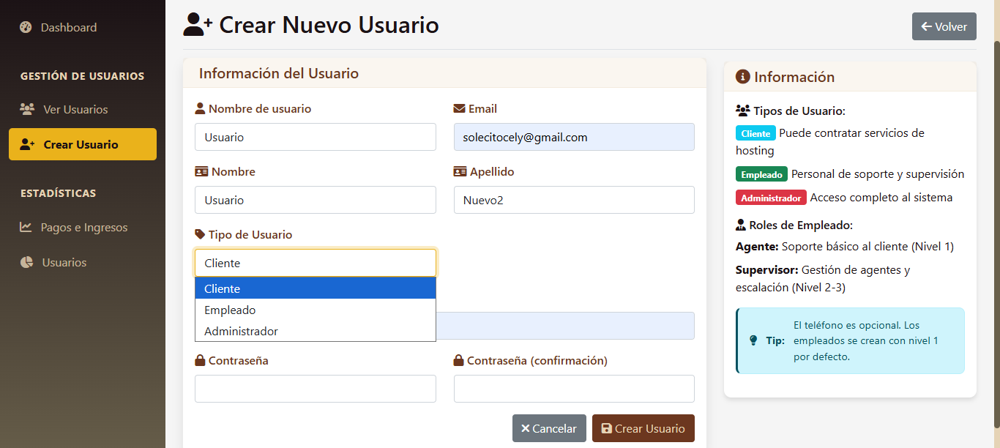 Dashboard
GESTIÓN DE USUARIOS
Ver Usuarios
Crear Usuario
ESTADÍSTICAS
Pagos e Ingresos
Usuarios
Crear Nuevo Usuario
Volver
Información del Usuario
Nombre de usuario
Email
Usuario
solecitocely@gmail.com
Nombre
Apellido
Usuario
Nuevo2
Tipo de Usuario
Cliente
Cliente
Empleado
Administrador
Contraseña
Contraseña (confirmación)
Cancelar
Crear Usuario
Información
Tipos de Usuario:
Cliente Puede contratar servicios de
hosting
Empleado Personal de soporte y supervisión
Administrador Acceso completo al sistema
Roles de Empleado:
Agente: Soporte básico al cliente (Nivel 1)
Supervisor: Gestión de agentes y
escalación (Nivel 2-3)
Tip: El teléfono es opcional. Los
empleados se crean con nivel 1
por defecto.